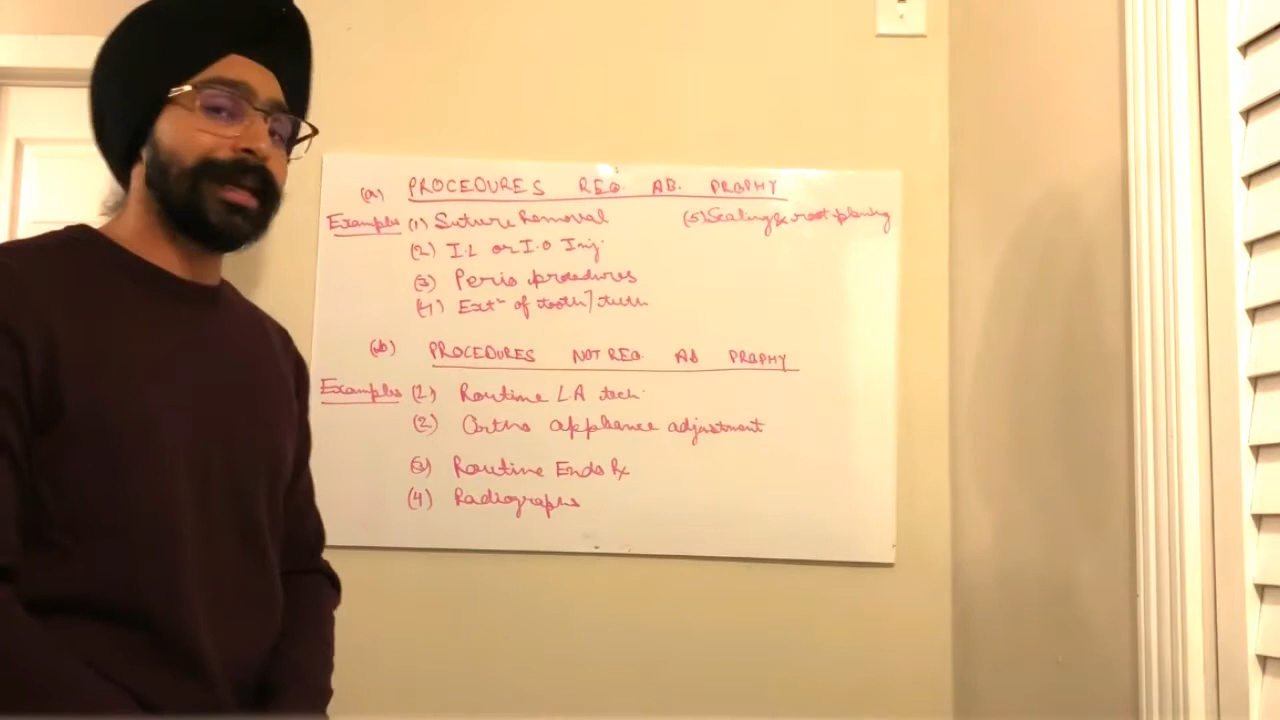 (a) PROCEDURES REQ. AB. PROPHY
Examples (1) Suture Removal (5) Scaling & root planing
(2) I.L or I.O Inj.
(3) Perio procedures
(4) Extⁿ of tooth/teeth
(b) PROCEDURES NOT REQ. AB PROPHY
Examples (1) Routine L.A tech.
(2) Ortho appliance adjustment
(3) Routine Endo Rx
(4) Radiographs